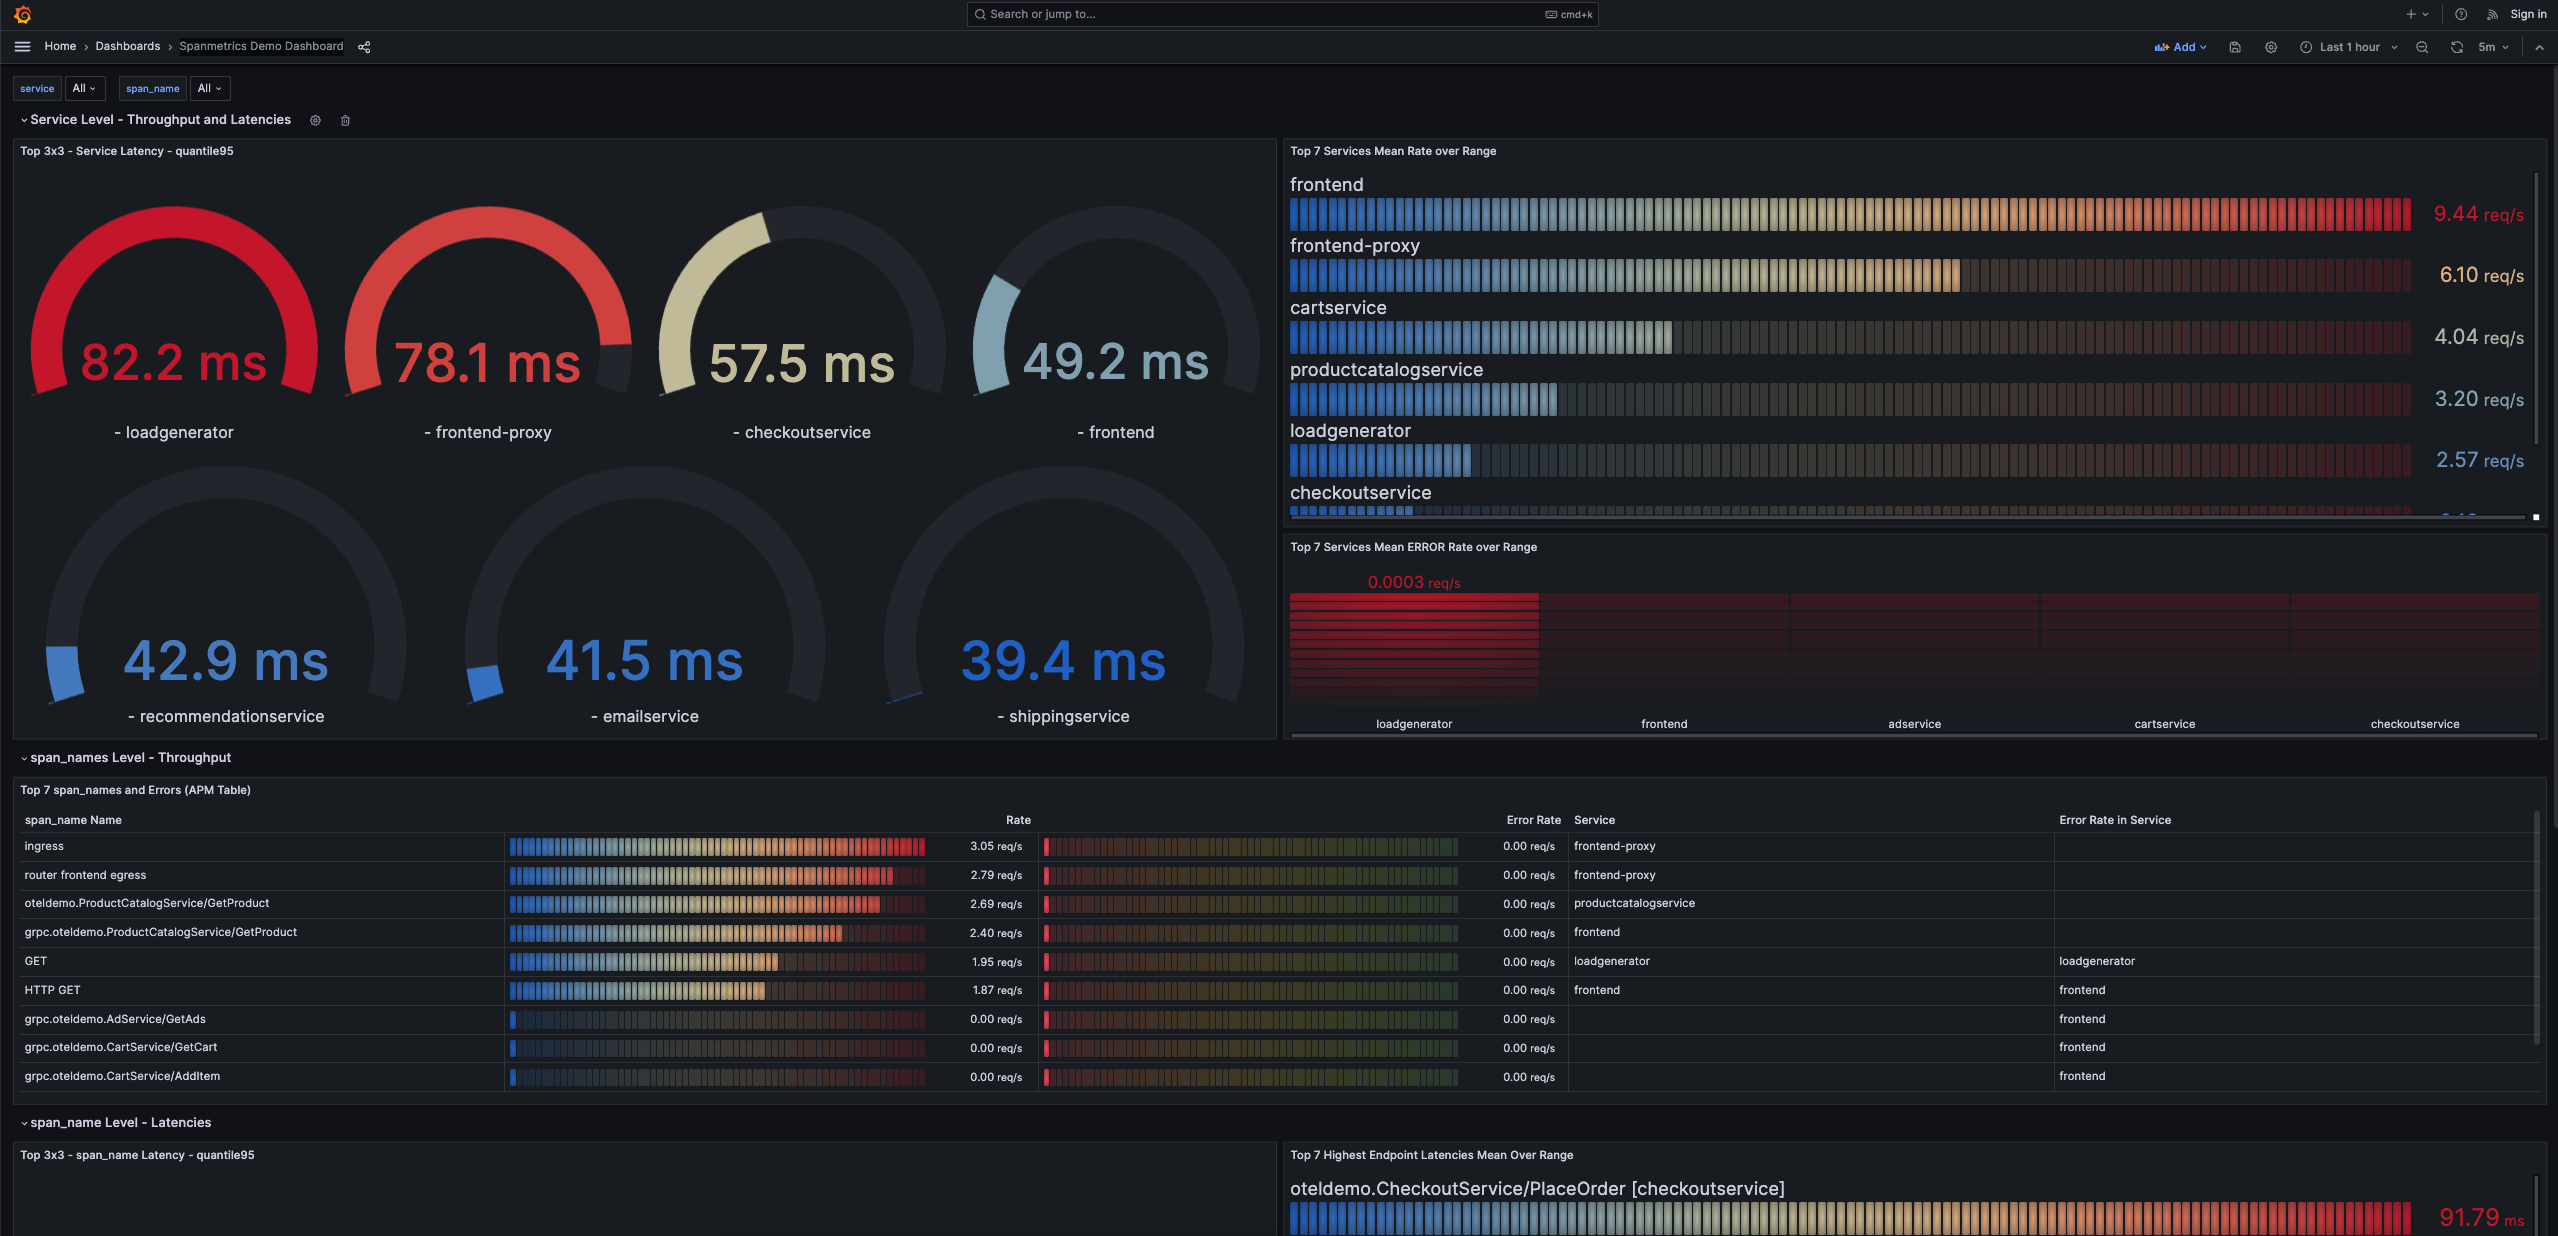 Search or jump to...
cmd+k
Sign in
Home › Dashboards › Spanmetrics Demo Dashboard
Add
Last 1 hour
5m
service All
span_name All
Service Level - Throughput and Latencies
Top 3x3 - Service Latency - quantile95
82.2 ms
- loadgenerator
78.1 ms
- frontend-proxy
57.5 ms
- checkoutservice
49.2 ms
- frontend
42.9 ms
- recommendationservice
41.5 ms
- emailservice
39.4 ms
- shippingservice
Top 7 Services Mean Rate over Range
frontend
9.44 req/s
frontend-proxy
6.10 req/s
cartservice
4.04 req/s
productcatalogservice
3.20 req/s
loadgenerator
2.57 req/s
checkoutservice
Top 7 Services Mean ERROR Rate over Range
0.0003 req/s
loadgenerator frontend adservice cartservice checkoutservice
span_names Level - Throughput
Top 7 span_names and Errors (APM Table)
span_name Name Rate Error Rate Service Error Rate in Service
ingress 3.05 req/s 0.00 req/s frontend-proxy
router frontend egress 2.79 req/s 0.00 req/s frontend-proxy
oteldemo.ProductCatalogService/GetProduct 2.69 req/s 0.00 req/s productcatalogservice
grpc.oteldemo.ProductCatalogService/GetProduct 2.40 req/s 0.00 req/s frontend
GET 1.95 req/s 0.00 req/s loadgenerator loadgenerator
HTTP GET 1.87 req/s 0.00 req/s frontend frontend
grpc.oteldemo.AdService/GetAds 0.00 req/s 0.00 req/s frontend
grpc.oteldemo.CartService/GetCart 0.00 req/s 0.00 req/s frontend
grpc.oteldemo.CartService/AddItem 0.00 req/s 0.00 req/s frontend
span_name Level - Latencies
Top 3x3 - span_name Latency - quantile95
Top 7 Highest Endpoint Latencies Mean Over Range
oteldemo.CheckoutService/PlaceOrder [checkoutservice]
91.79 ms